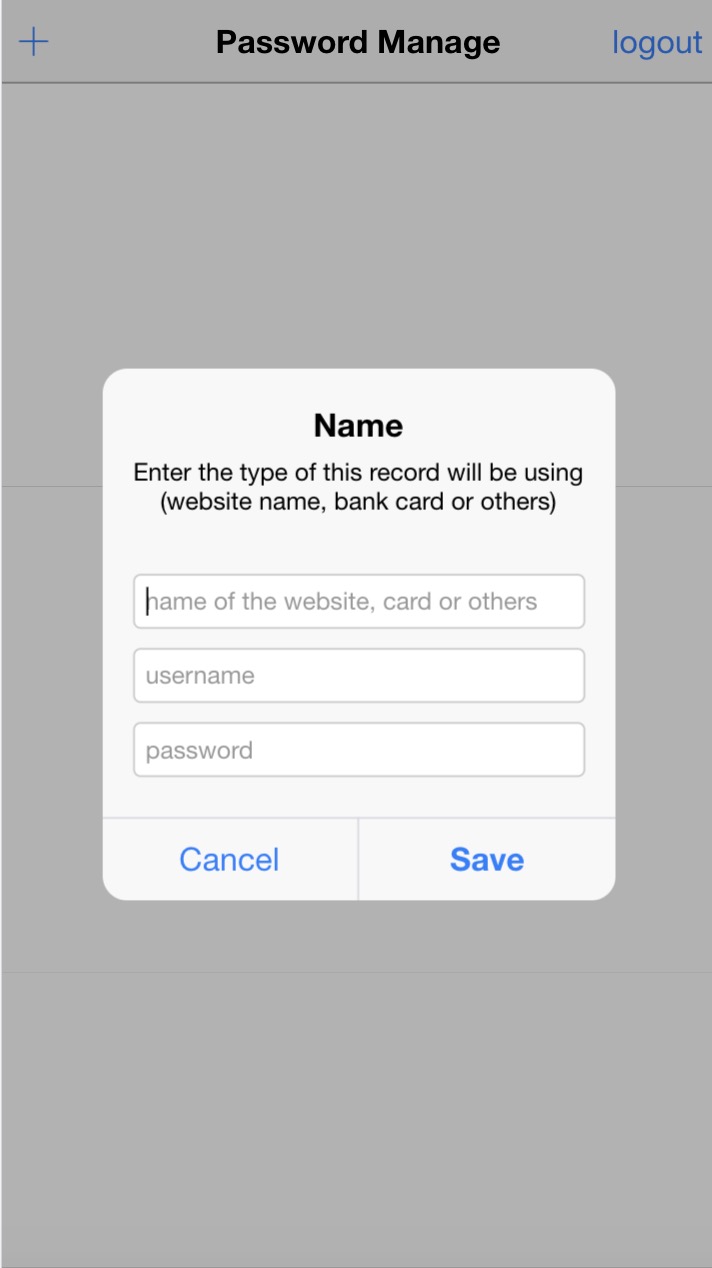 Password Manage
logout
Name
Enter the type of this record will be using
(website name, bank card or others)
name of the website, card or others
username
password
Cancel
Save